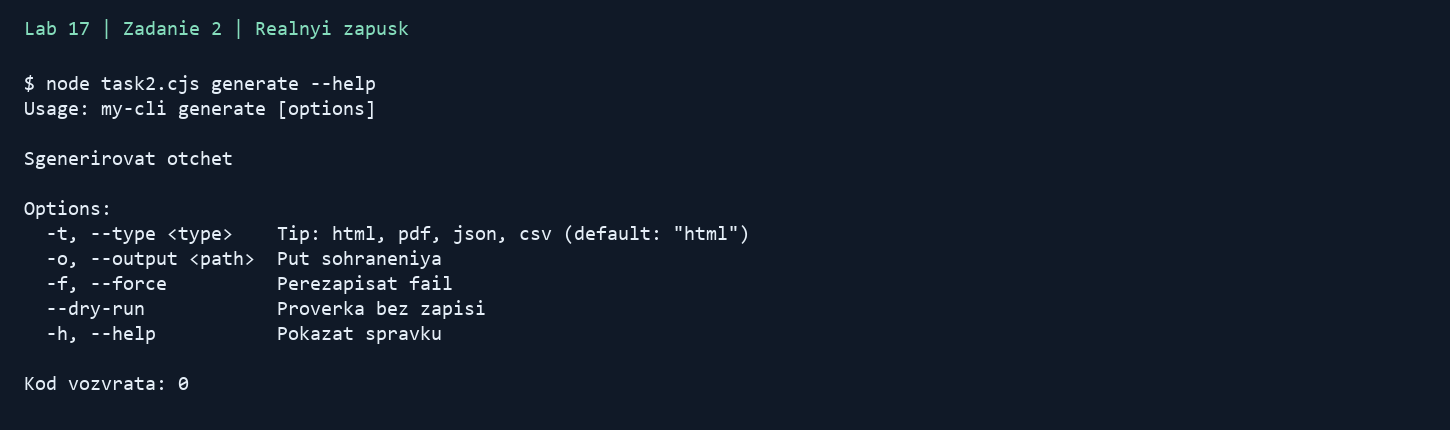 Lab 17 | Zadanie 2 | Realnyi zapusk
$ node task2.cjs generate --help
Usage: my-cli generate [options]
Sgenerirovat otchet
Options:
  -t, --type <type>    Tip: html, pdf, json, csv (default: "html")
  -o, --output <path>  Put sohraneniya
  -f, --force          Perezapisat fail
  --dry-run            Proverka bez zapisi
  -h, --help           Pokazat spravku
Kod vozvrata: 0